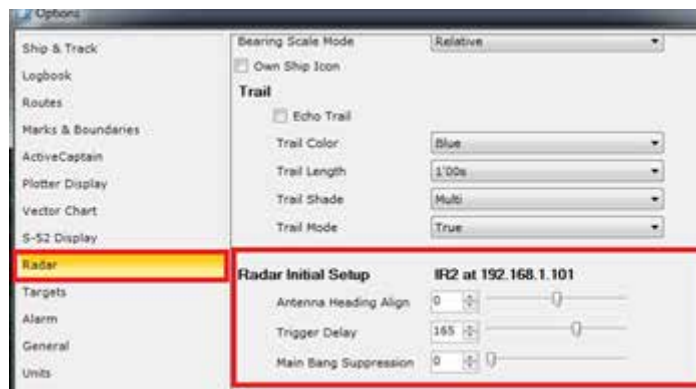 Options
Ship & Track
Logbook
Routes
Marks & Boundaries
ActiveCaptain
Plotter Display
Vector Chart
S-52 Display
Radar
Targets
Alarm
General
Units
Bearing Scale Mode Relative
Own Ship Icon
Trail
Echo Trail
Trail Color Blue
Trail Length 1'00s
Trail Shade Multi
Trail Mode True
Radar Initial Setup IR2 at 192.168.1.101
Antenna Heading Align 0
Trigger Delay 165
Main Bang Suppression 0